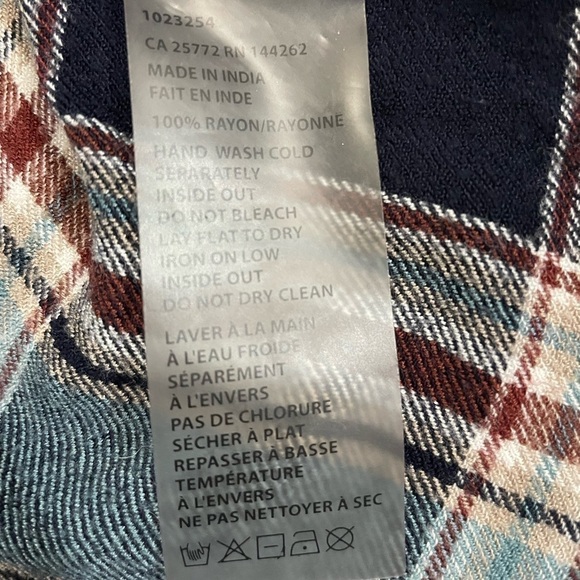 1023254
CA 25772 RN 144262
MADE IN INDIA
FAIT EN INDE
100% RAYON/RAYONNE
HAND WASH COLD
SEPARATELY
INSIDE OUT
DO NOT BLEACH
LAY FLAT TO DRY
IRON ON LOW
INSIDE OUT
DO NOT DRY CLEAN
LAVER À LA MAIN
À L'EAU FROIDE
SÉPARÉMENT
À L'ENVERS
PAS DE CHLORURE
SÉCHER À PLAT
REPASSER À BASSE
TEMPÉRATURE
À L'ENVERS
NE PAS NETTOYER À SEC